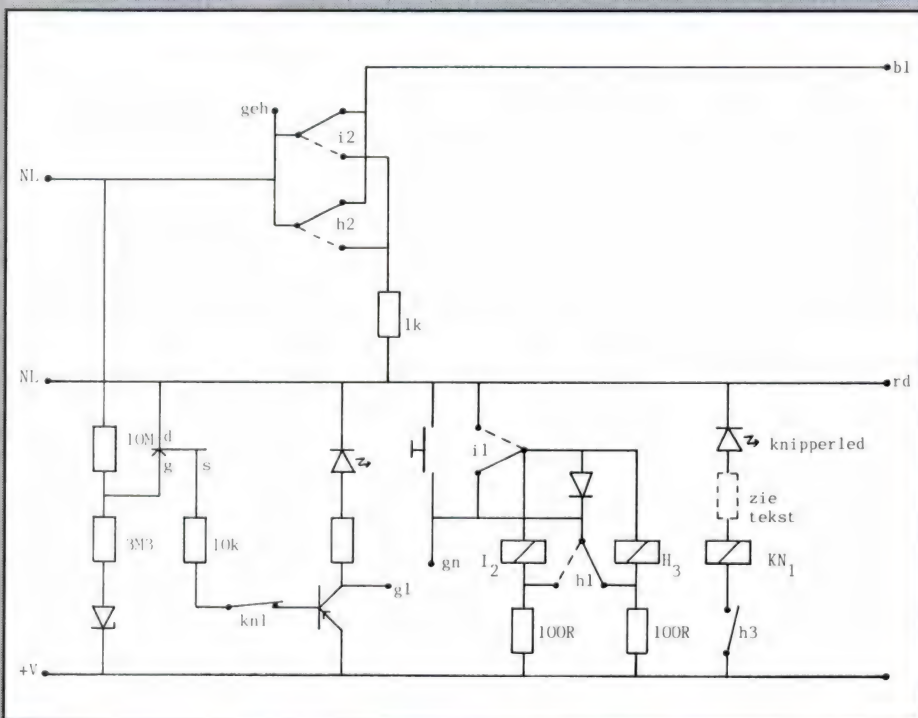 bl
geh
i2
NL
h2
1k
NL
rd
10M
d
g
s
i1
knipperled
zie
tekst
3M3
10k
gn
I2
h1
H3
KN1
gl
kn1
100R
100R
h3
+V